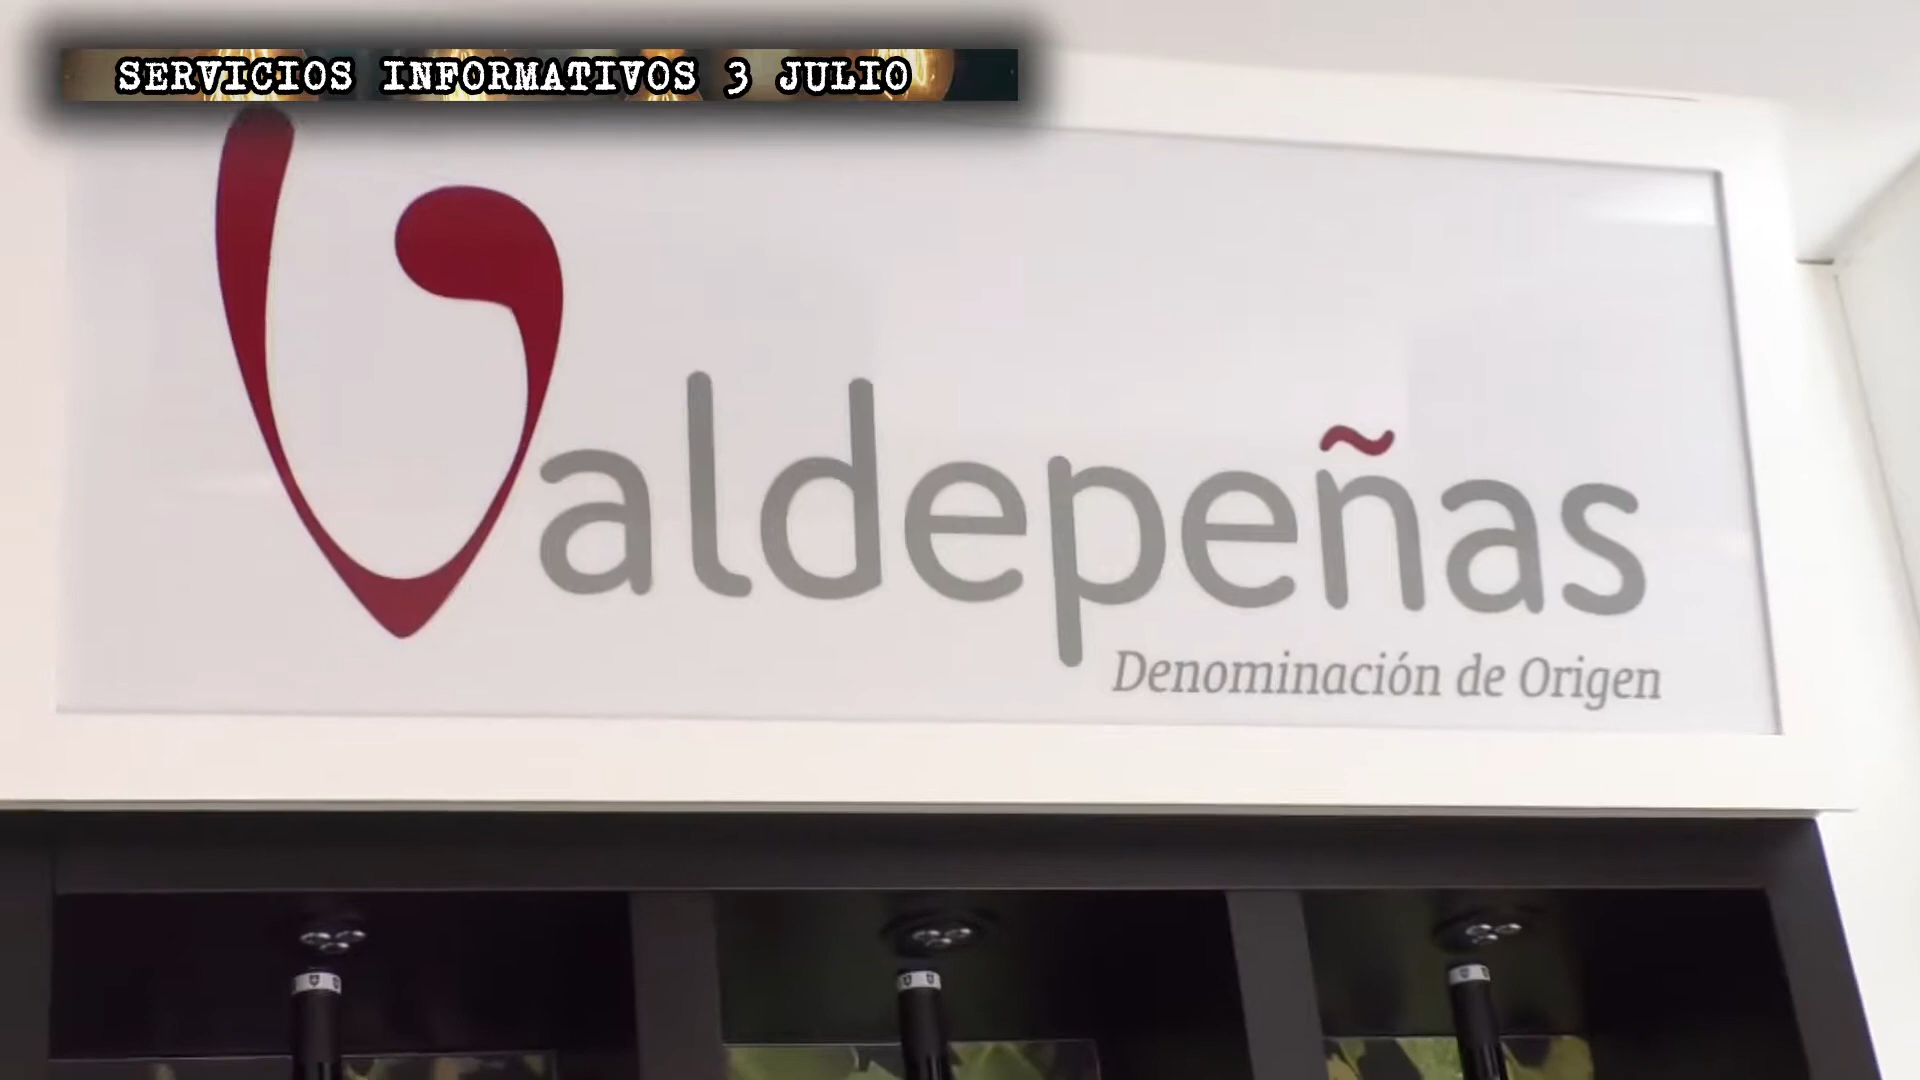 SERVICIOS INFORMATIVOS 3 JULIO
Valdepeñas
Denominación de Origen